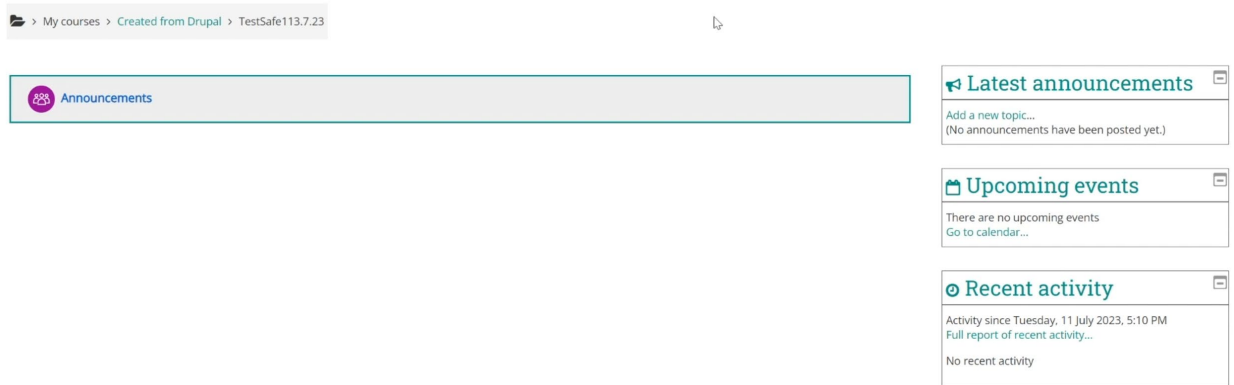 > My courses > Created from Drupal > TestSafe113.7.23
Announcements
Latest announcements
Add a new topic...
(No announcements have been posted yet.)
Upcoming events
There are no upcoming events
Go to calendar...
Recent activity
Activity since Tuesday, 11 July 2023, 5:10 PM
Full report of recent activity...
No recent activity